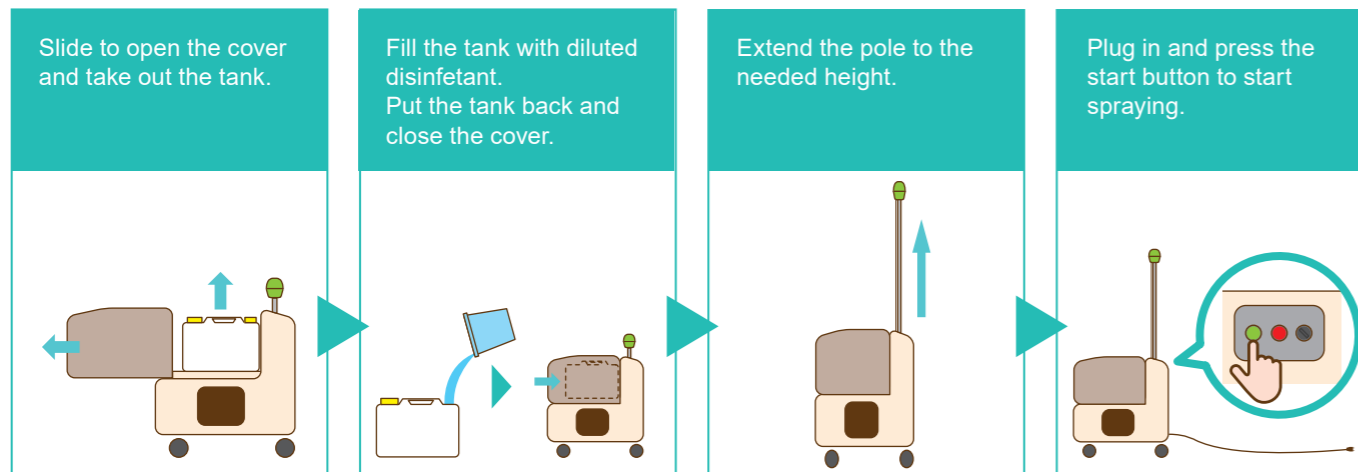 Slide to open the cover
and take out the tank.
Fill the tank with diluted
disinfetant.
Put the tank back and
close the cover.
Extend the pole to the
needed height.
Plug in and press the
start button to start
spraying.